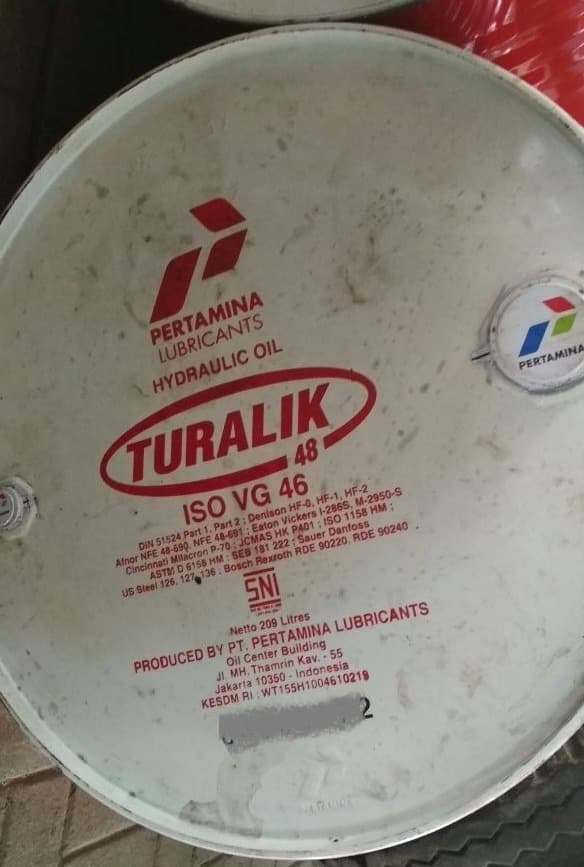 PERTAMINA
LUBRICANTS
HYDRAULIC OIL
TURALIK
48
ISO VG 46
DIN 51524 Part 1, Part 2 ; Denison HF-0, HF-1, HF-2
Afnor NFE 48-690, NFE 48-691 ; Eaton Vickers I-286S, M-2950-S
Cincinnati Milacron P-70 ; JCMAS HK P401 ; ISO 1158 HM ;
ASTM D 6158 HM ; SEB 181 222 ; Sauer Danfoss
US Steel 126, 127, 136 ; Bosch Rexroth RDE 90220, RDE 90240
SNI
Netto 209 Litres
PRODUCED BY PT. PERTAMINA LUBRICANTS
Oil Center Building
Jl. MH. Thamrin Kav. - 55
Jakarta 10350 - Indonesia
KESDM RI : WT155H1004610219
2
PERTAMINA